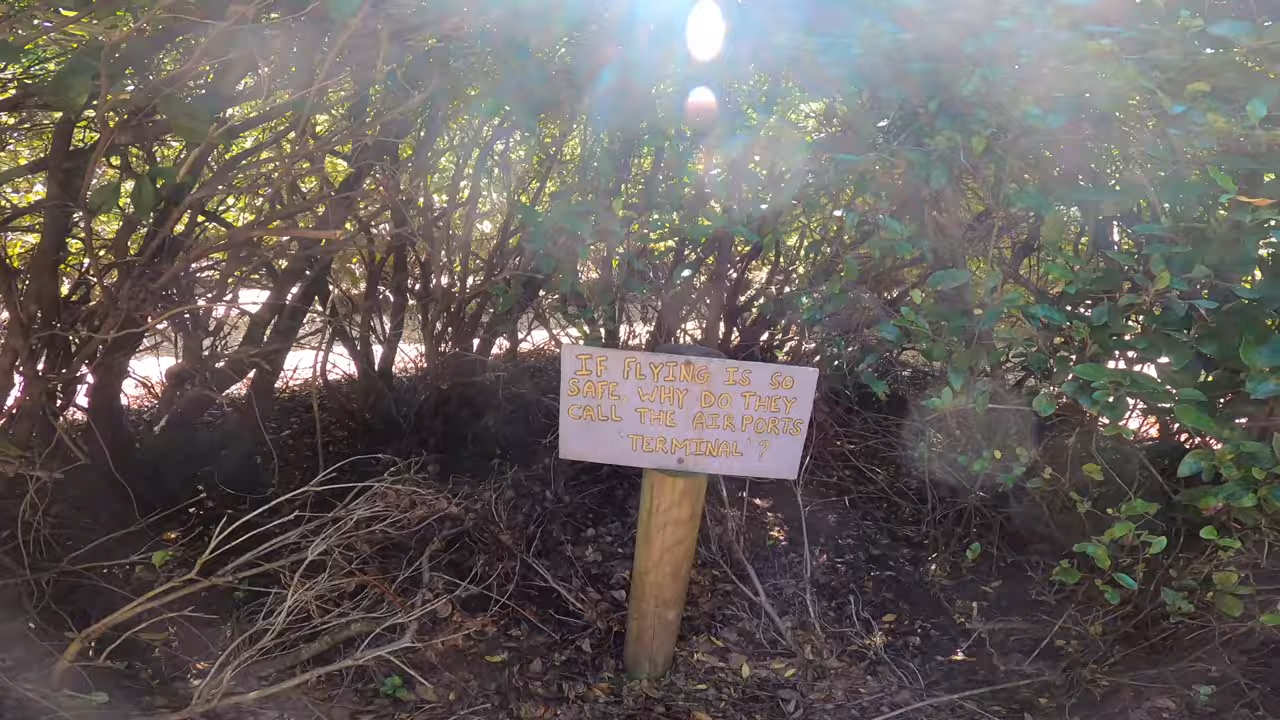 IF FLYING IS SO
SAFE, WHY DO THEY
CALL THE AIRPORTS
'TERMINAL'?